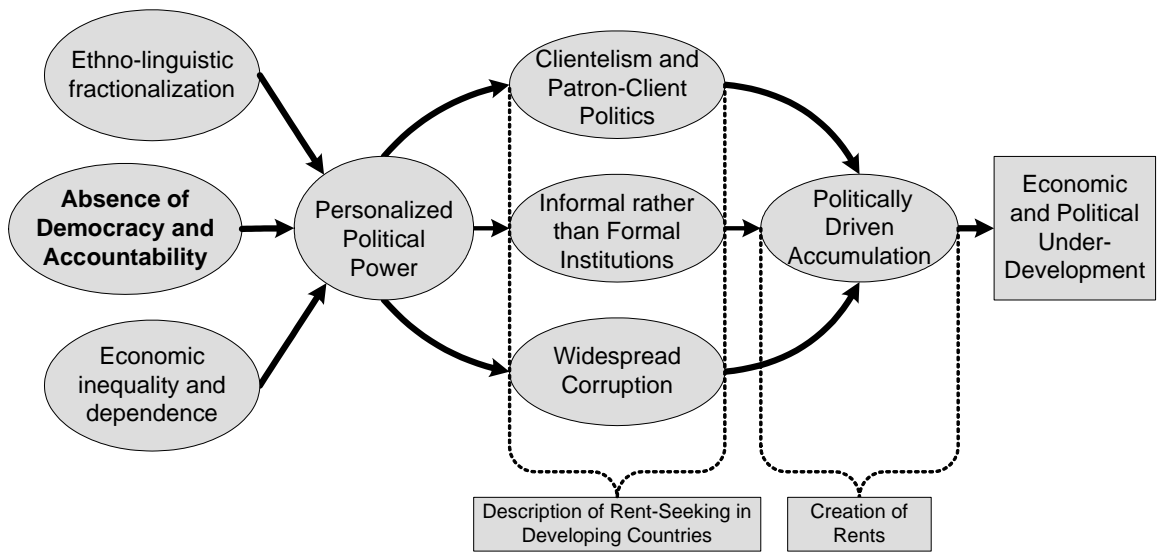 Ethno-linguistic
fractionalization
Absence of
Democracy and
Accountability
Economic
inequality and
dependence
Personalized
Political
Power
Clientelism and
Patron-Client
Politics
Informal rather
than Formal
Institutions
Widespread
Corruption
Politically
Driven
Accumulation
Economic
and Political
Under-
Development
Description of Rent-Seeking in
Developing Countries
Creation of
Rents